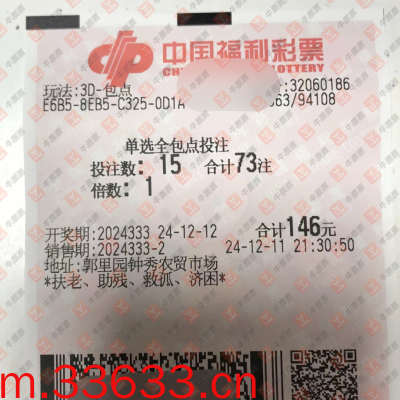 中国福利彩票
CH LOTTERY
玩法:3D-包点 :32060186
E6B5-8EB5-C325-0D1A 663/94108
单选全包点投注
投注数: 15 合计73注
倍数: 1
开奖期:2024333 24-12-12 合计146元
销售期:2024333-2 24-12-11 21:30:50
地址:郭里园钟秀农贸市场
*扶老、助残、救孤、济困*
m.33633.cn